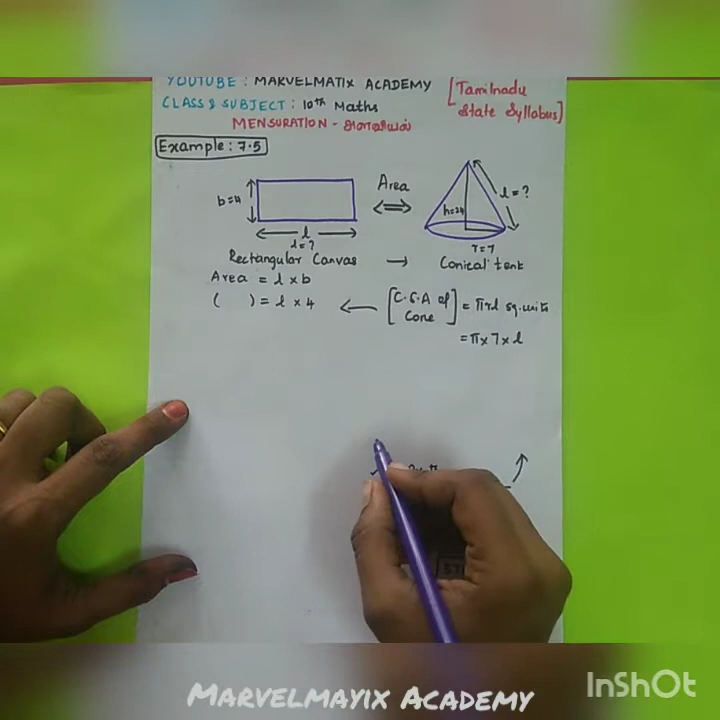 YOUTUBE : MARVELMATIX ACADEMY
CLASS & SUBJECT : 10th Maths
[Tamilnadu
State Syllabus]
MENSURATION - அளவியல்
Example : 7.5
b=4
l
l=?
Area
h=24
l=?
r=7
Rectangular Canvas → Conical tent
Area = l × b
( ) = l × 4 ← [C.S.A of Cone] = πrl sq.units
= π × 7 × l
MARVELMAYIX ACADEMY
InShOt